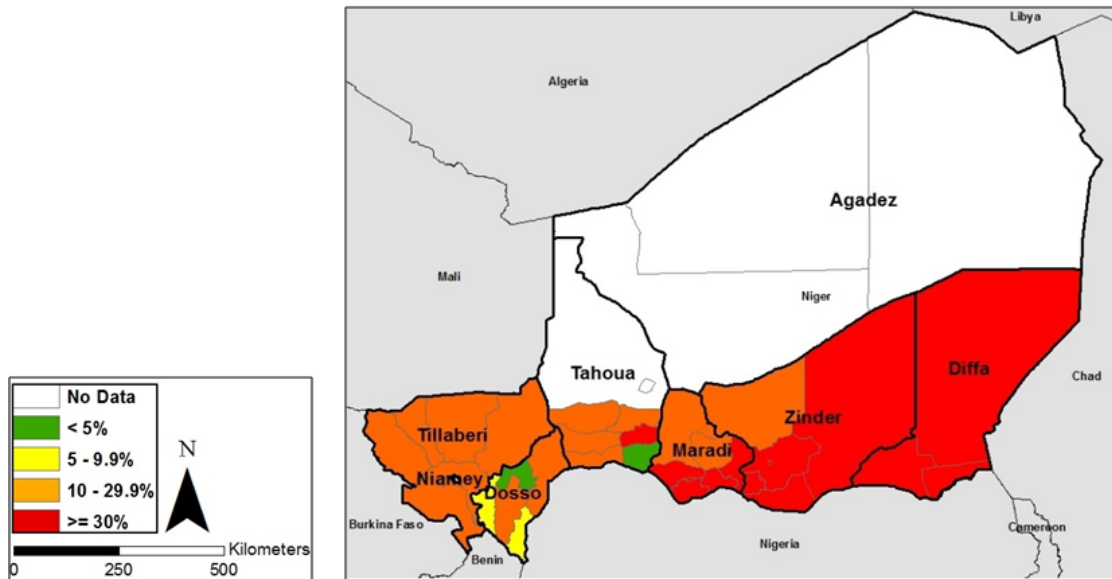 Libya
Algeria
Agadez
Mali
Niger
Tahoua
Diffa
Chad
Zinder
Tillaberi
Maradi
Niamey
Dosso
Burkina Faso
Benin
Nigeria
Cameroon
No Data
< 5%
5 - 9.9%
10 - 29.9%
>= 30%
N
Kilometers
0 250 500